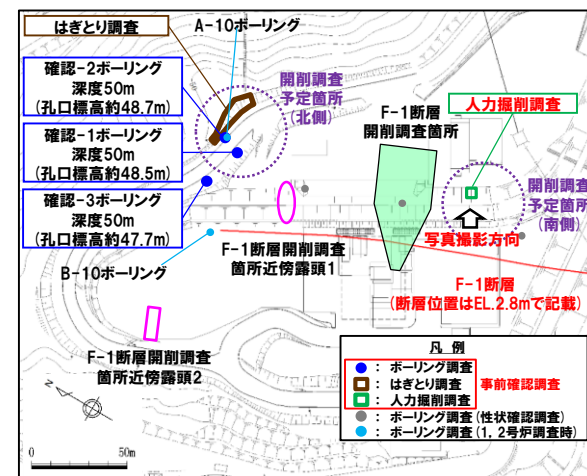 はぎとり調査
A-10ボーリング
確認-2ボーリング
深度50m
(孔口標高約48.7m)
開削調査
予定箇所
(北側)
確認-1ボーリング
深度50m
(孔口標高約48.5m)
F-1断層
開削調査箇所
人力掘削調査
確認-3ボーリング
深度50m
(孔口標高約47.7m)
開削調査
予定箇所
(南側)
写真撮影方向
B-10ボーリング
F-1断層開削調査
箇所近傍露頭1
F-1断層
(断層位置はEL.2.8mで記載)
F-1断層開削調査
箇所近傍露頭2
凡 例
● : ボーリング調査
: はぎとり調査
: 人力掘削調査
事前確認調査
● : ボーリング調査(性状確認調査)
● : ボーリング調査(1, 2号炉調査時)
N
0 50m